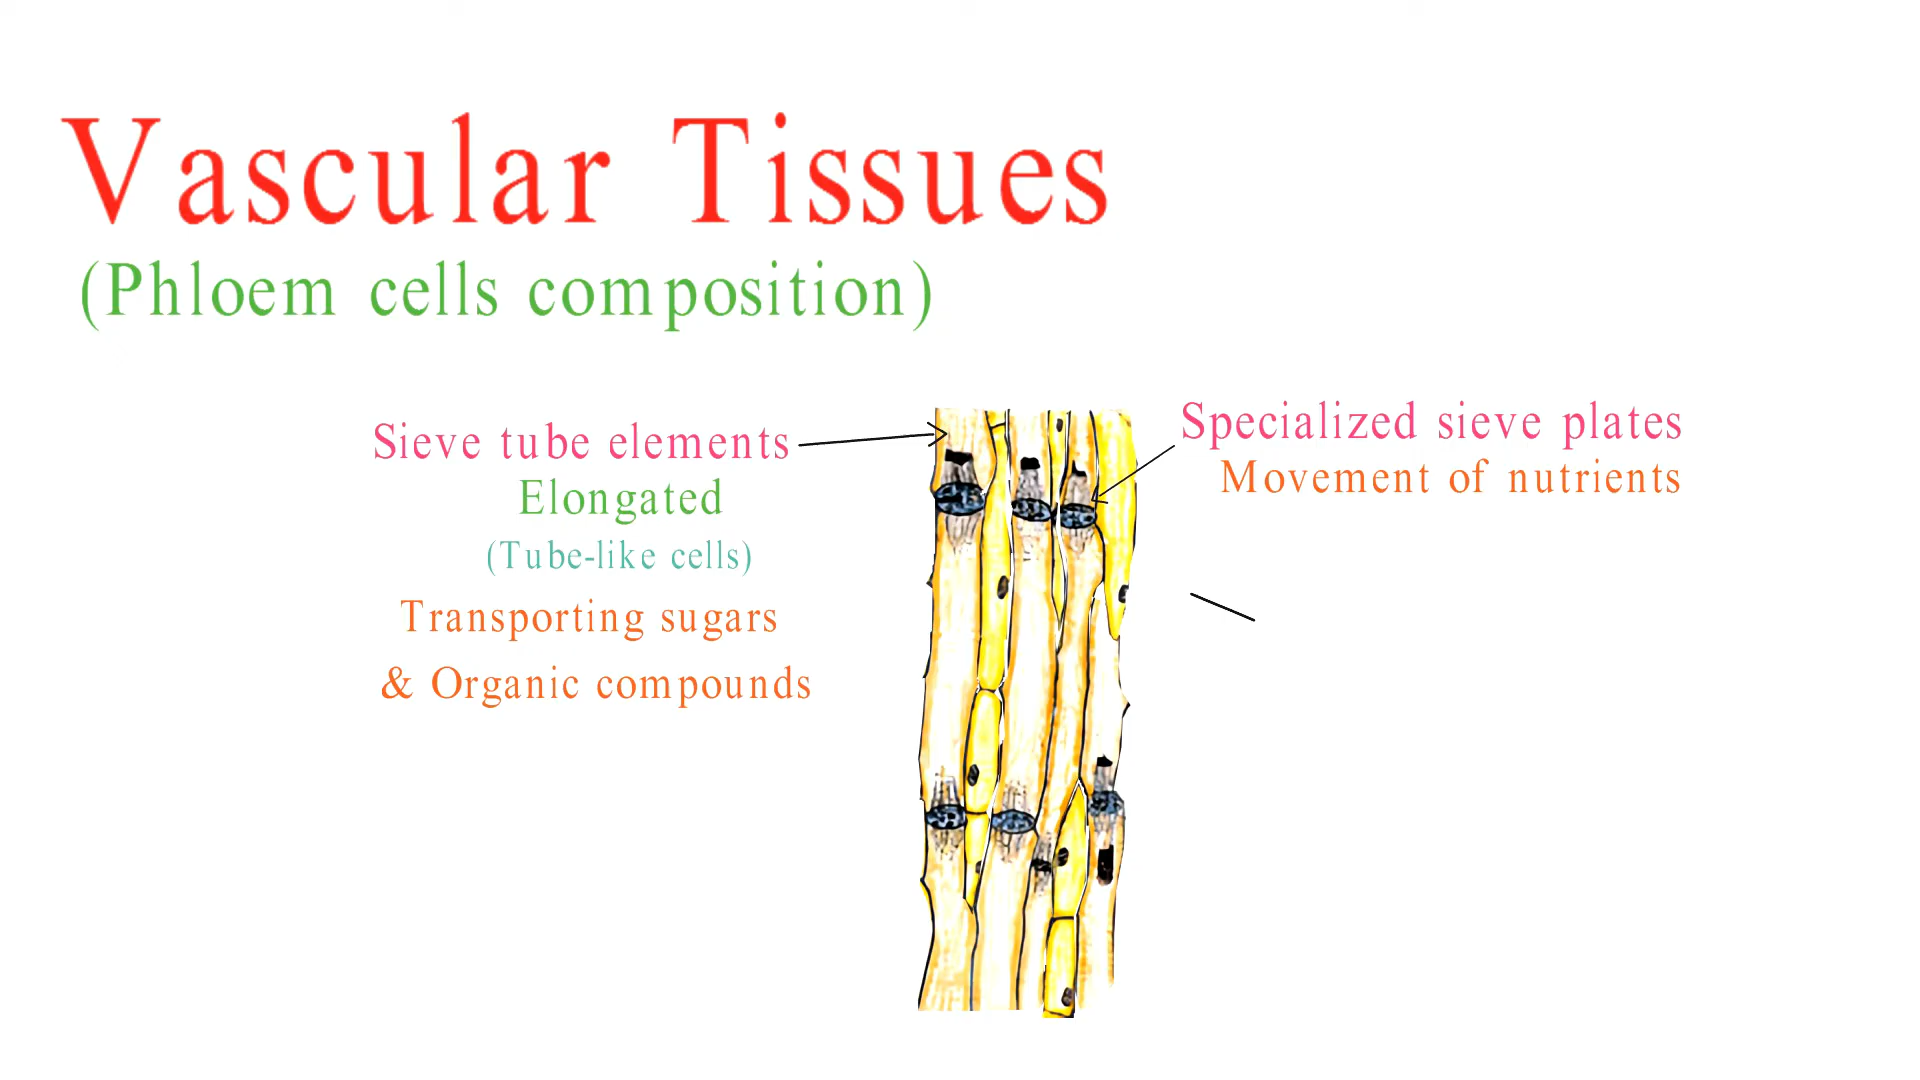 Vascular Tissues
(Phloem cells composition)
Sieve tube elements
Elongated
(Tube-like cells)
Transporting sugars
& Organic compounds
Specialized sieve plates
Movement of nutrients